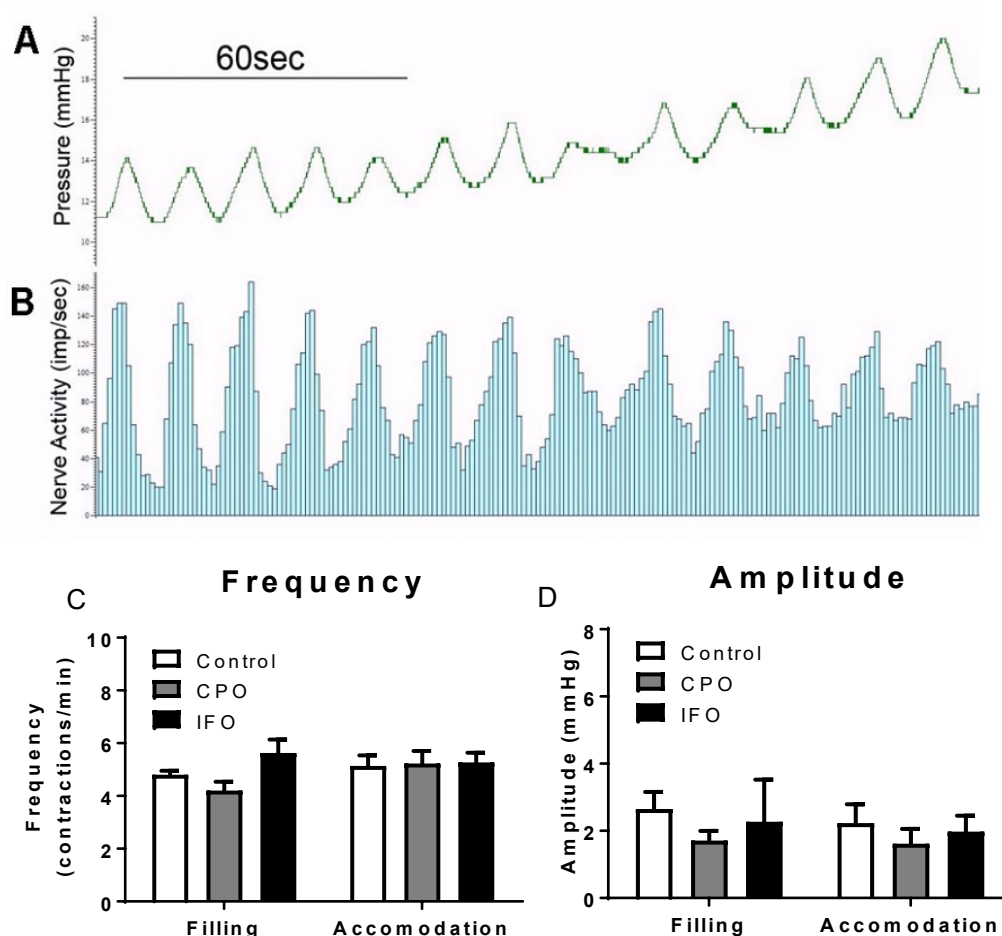 A
Pressure (mmHg)
60sec
20
18
16
14
12
10
B
Nerve Activity (imp/sec)
160
140
120
100
80
60
40
20
0
Frequency
C
Frequency
(contractions/min)
10
8
6
4
2
0
Control
CPO
IFO
Filling
Accomodation
Amplitude
D
Amplitude (mmHg)
8
6
4
2
0
Control
CPO
IFO
Filling
Accomodation